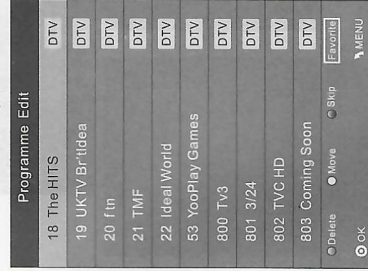 Programme Edit
18 The HITS DTV
19 UKTV Br'tIdea DTV
20 ftn DTV
21 TMF DTV
22 Ideal World DTV
53 YooPlay Games DTV
800 Tv3 DTV
801 3/24 DTV
802 TVC HD DTV
803 Coming Soon DTV
Delete Move Skip Favorite
OK MENU